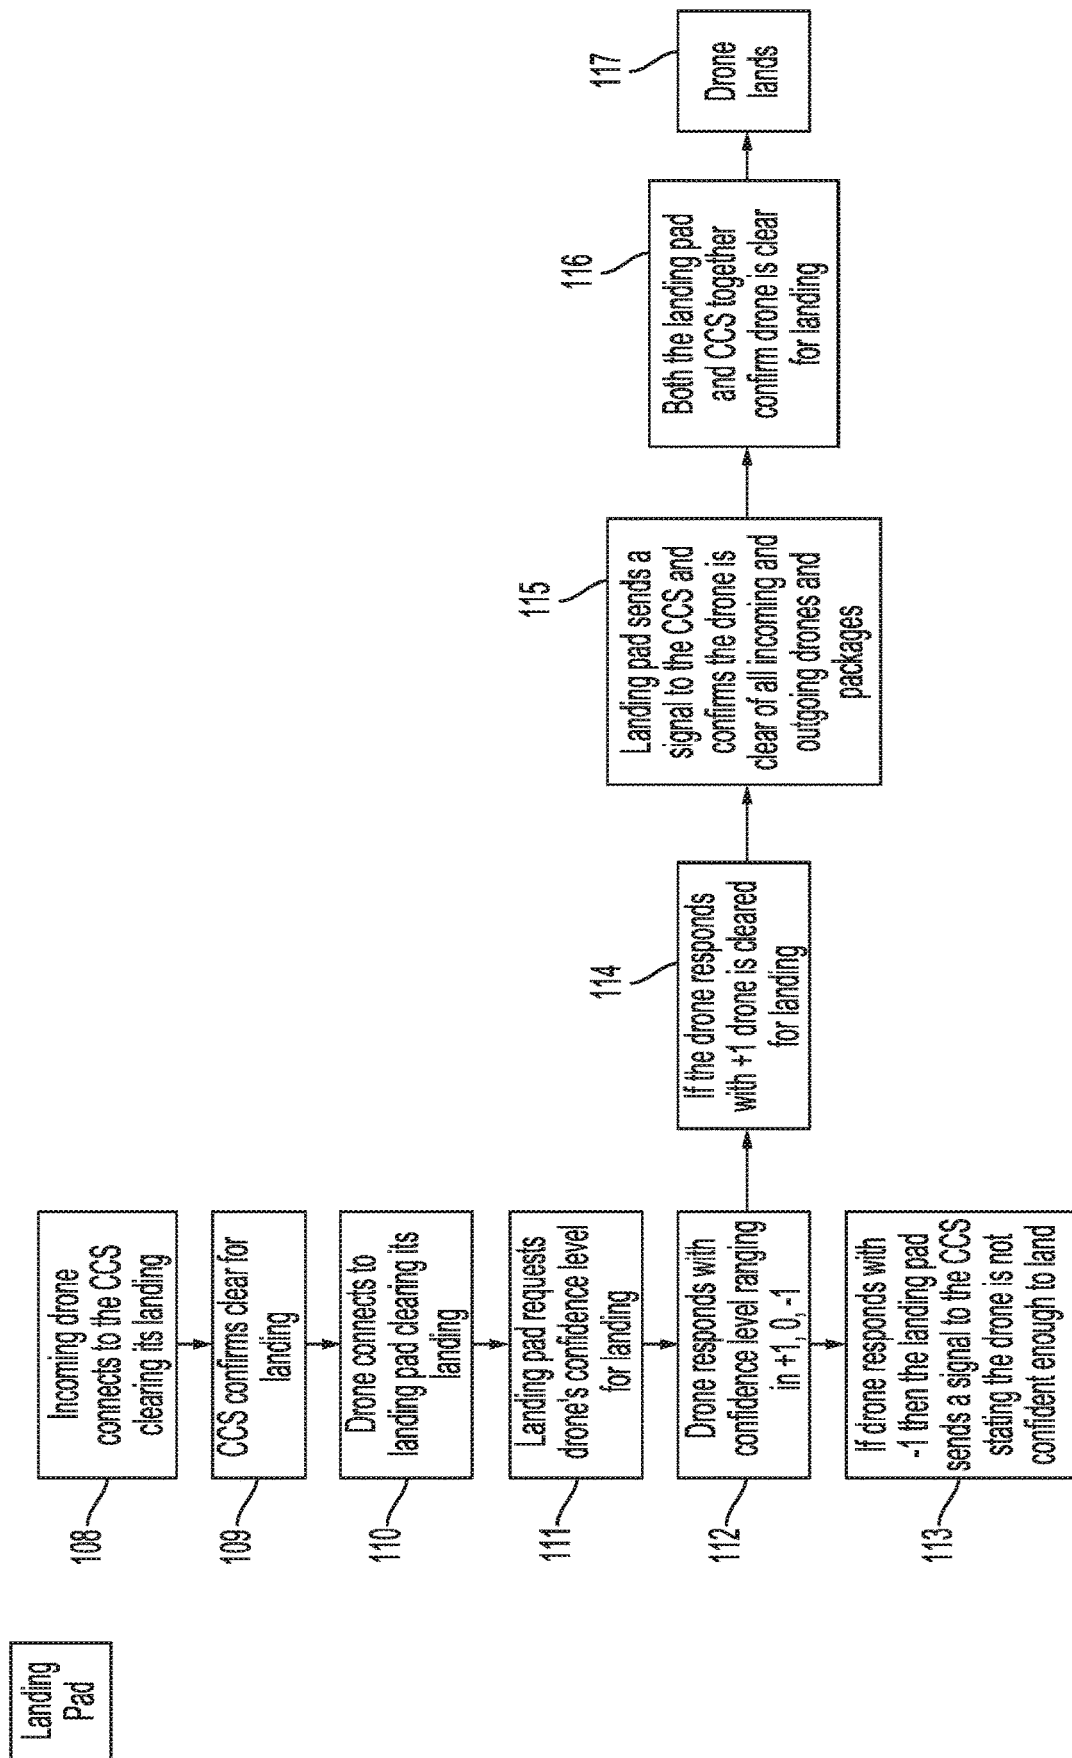 Landing
Pad
108
Incoming drone
connects to the CCS
clearing its landing
109
CCS confirms clear for
landing
110
Drone connects to
landing pad clearing its
landing
111
Landing pad requests
drone's confidence level
for landing
112
Drone responds with
confidence level ranging
in +1, 0, -1
113
If drone responds with
-1 then the landing pad
sends a signal to the CCS
stating the drone is not
confident enough to land
114
If the drone responds
with +1 drone is cleared
for landing
115
Landing pad sends a
signal to the CCS and
confirms the drone is
clear of all incoming and
outgoing drones and
packages
116
Both the landing pad
and CCS together
confirm drone is clear
for landing
117
Drone
lands